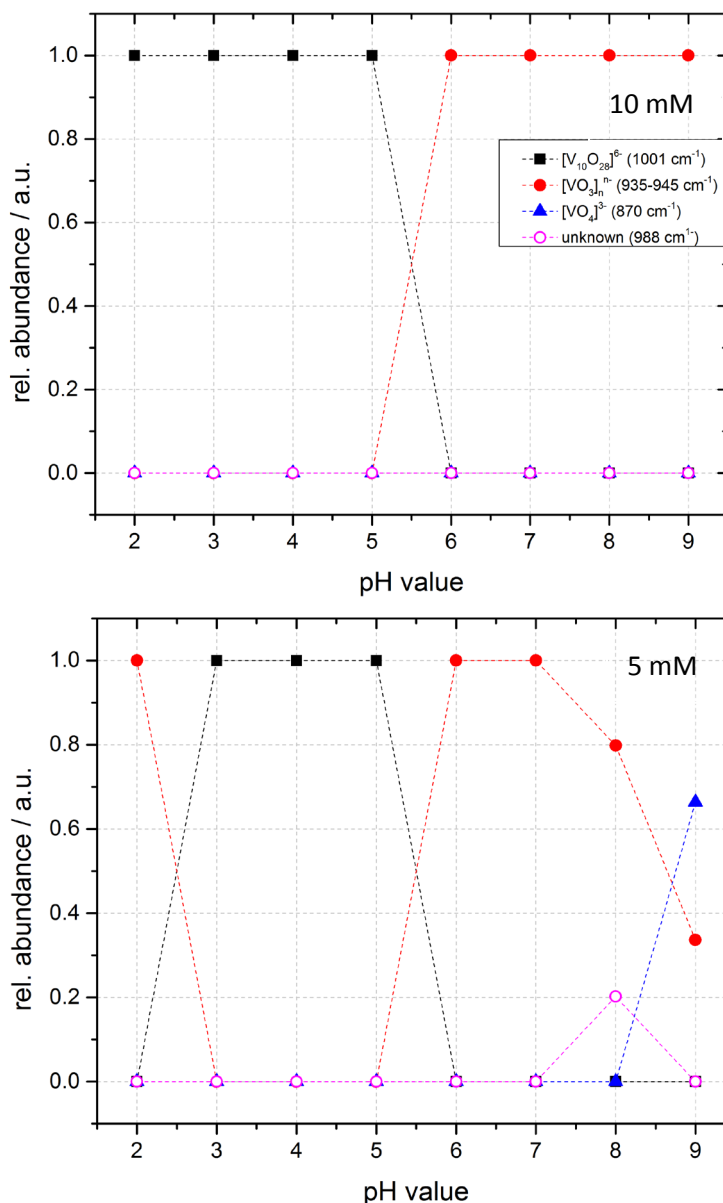 1.0
10 mM
[V₁₀O₂₈]⁶⁻ (1001 cm⁻¹)
0.8
[VO₃]ₙⁿ⁻ (935-945 cm⁻¹)
[VO₄]³⁻ (870 cm⁻¹)
unknown (988 cm¹⁻)
0.6
0.4
0.2
0.0
rel. abundance / a.u.
2 3 4 5 6 7 8 9
pH value
1.0
5 mM
0.8
0.6
0.4
0.2
0.0
rel. abundance / a.u.
2 3 4 5 6 7 8 9
pH value